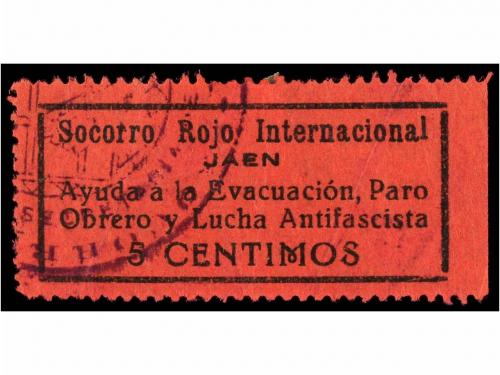 Socorro Rojo Internacional
JAEN
Ayuda à la Evacuación, Paro
Obrero y Lucha Antifascista
5 CENTIMOS